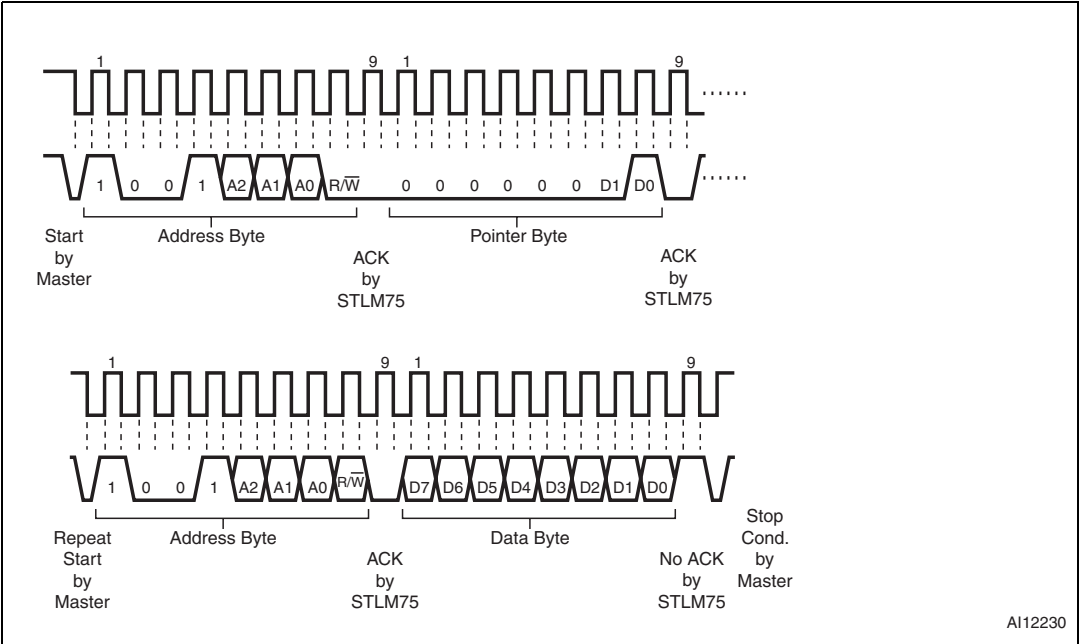 1 9 1 9
1 0 0 1 A2 A1 A0 R/W̅ 0 0 0 0 0 0 D1 D0
Start
by
Master
Address Byte
ACK
by
STLM75
Pointer Byte
ACK
by
STLM75
1 9 1 9
1 0 0 1 A2 A1 A0 R/W̅ D7 D6 D5 D4 D3 D2 D1 D0
Repeat
Start
by
Master
Address Byte
ACK
by
STLM75
Data Byte
No ACK
by
STLM75
Stop
Cond.
by
Master
AI12230